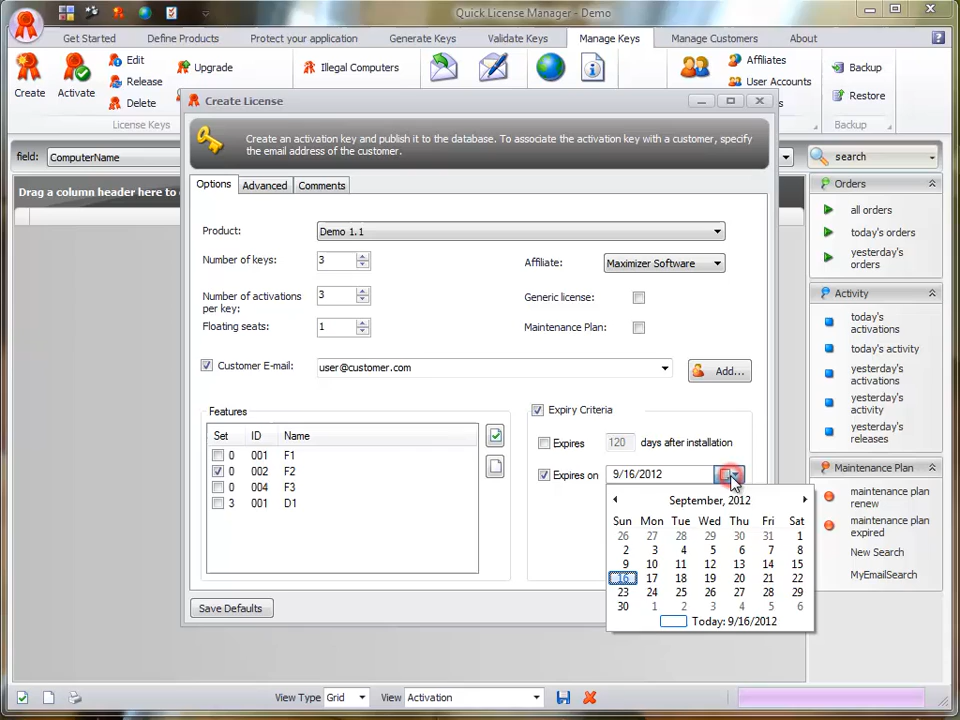 Quick License Manager - Demo
Get Started
Define Products
Protect your application
Generate Keys
Validate Keys
Manage Keys
Manage Customers
About
Create
Activate
Edit
Release
Delete
Upgrade
Illegal Computers
Affiliates
User Accounts
Backup
Restore
License Keys
Backup
Create License
field:
ComputerName
search
Create an activation key and publish it to the database. To associate the activation key with a customer, specify
the email address of the customer.
Drag a column header here to
Options
Advanced
Comments
Product:
Demo 1.1
Number of keys:
3
Affiliate:
Maximizer Software
Number of activations
per key:
3
Generic license:
Floating seats:
1
Maintenance Plan:
Customer E-mail:
user@customer.com
Add...
Features
Set ID Name
0 001 F1
0 002 F2
0 004 F3
3 001 D1
Expiry Criteria
Expires 120 days after installation
Expires on 9/16/2012
September, 2012
Sun Mon Tue Wed Thu Fri Sat
26 27 28 29 30 31 1
2 3 4 5 6 7 8
9 10 11 12 13 14 15
16 17 18 19 20 21 22
23 24 25 26 27 28 29
30 1 2 3 4 5 6
Today: 9/16/2012
Save Defaults
Orders
all orders
today's orders
yesterday's
orders
Activity
today's
activations
today's activity
yesterday's
activations
yesterday's
activity
yesterday's
releases
Maintenance Plan
maintenance plan
renew
maintenance plan
expired
New Search
MyEmailSearch
View Type
Grid
View
Activation